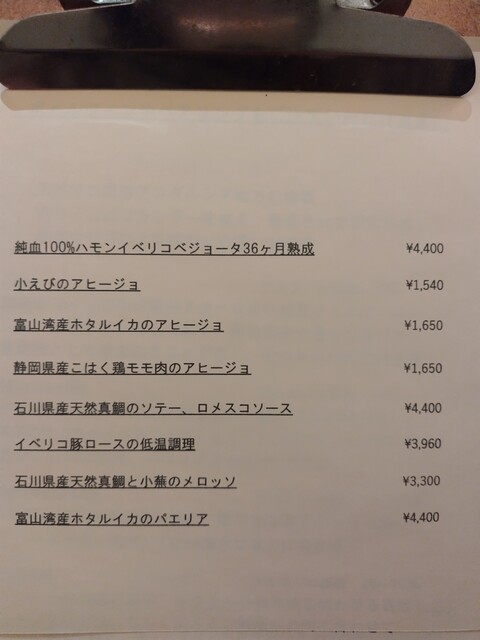 純血100%ハモンイベリコベジョータ36ヶ月熟成 ¥4,400
小えびのアヒージョ ¥1,540
富山湾産ホタルイカのアヒージョ ¥1,650
静岡県産こはく鶏モモ肉のアヒージョ ¥1,650
石川県産天然真鯛のソテー、ロメスコソース ¥4,400
イベリコ豚ロースの低温調理 ¥3,960
石川県産天然真鯛と小蕪のメロッソ ¥3,300
富山湾産ホタルイカのパエリア ¥4,400